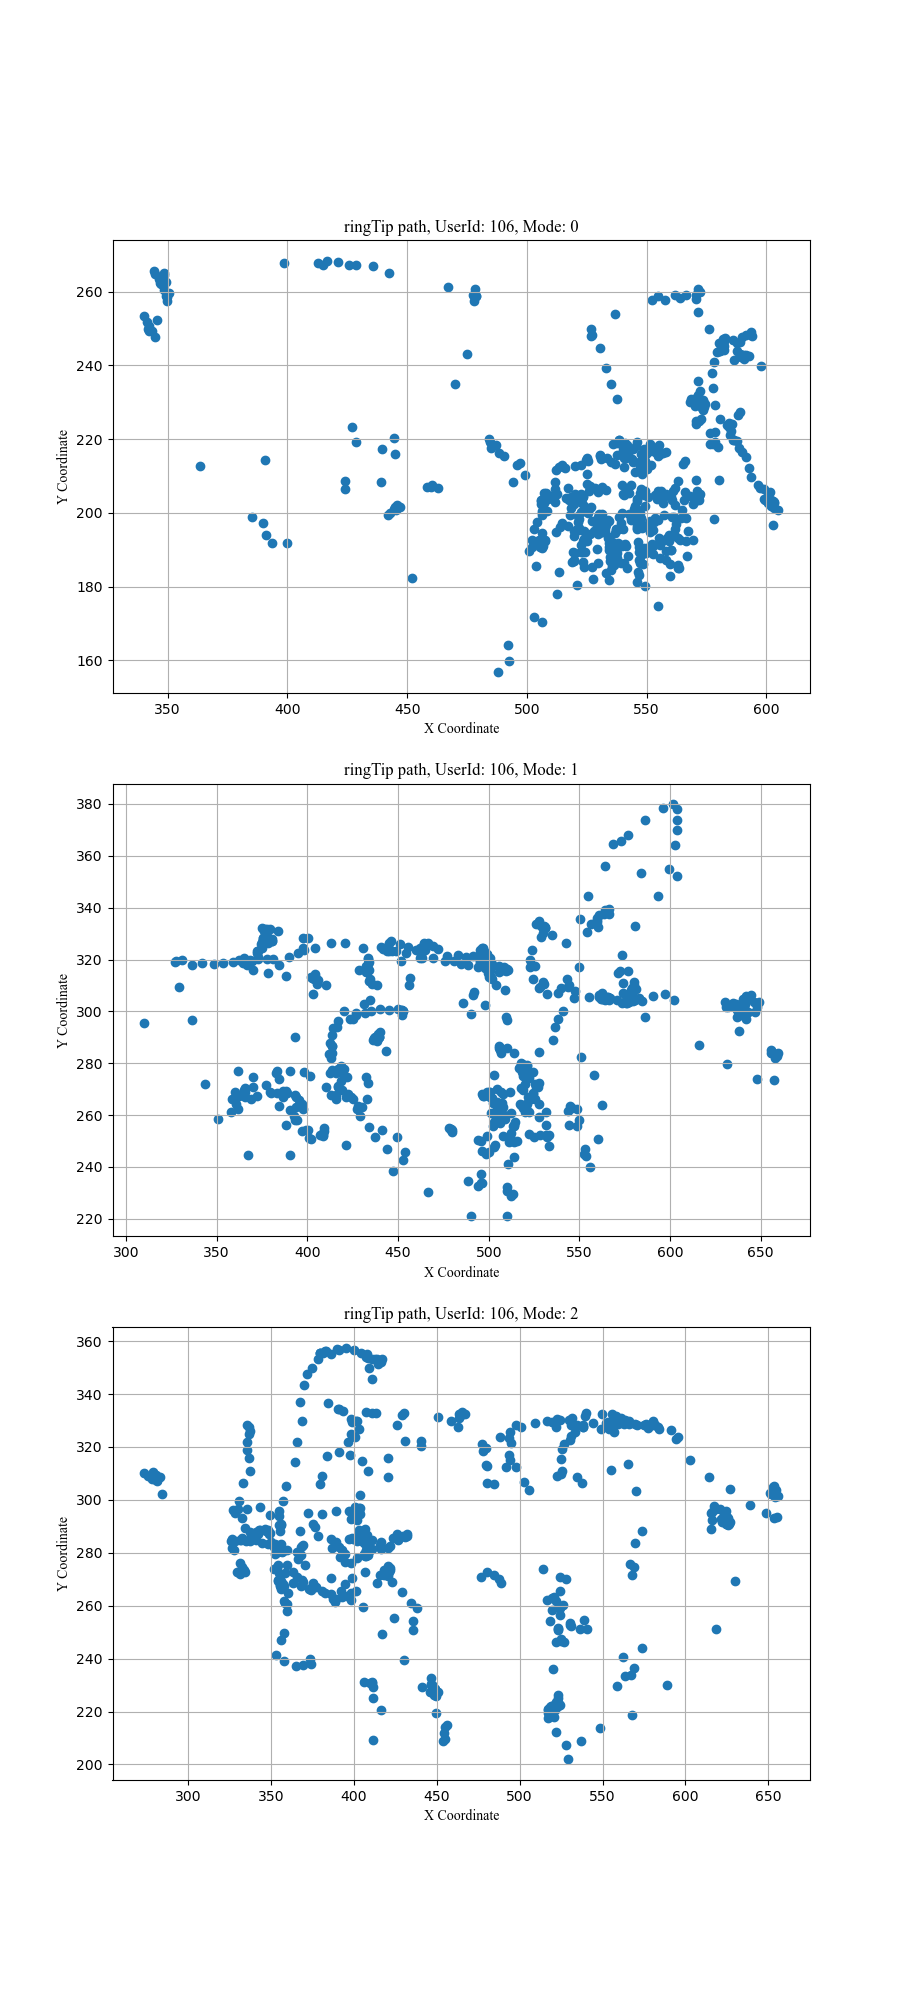 ringTip path, UserId: 106, Mode: 0
260
240
220
200
180
160
Y Coordinate
350 400 450 500 550 600
X Coordinate
ringTip path, UserId: 106, Mode: 1
380
360
340
320
300
280
260
240
220
Y Coordinate
300 350 400 450 500 550 600 650
X Coordinate
ringTip path, UserId: 106, Mode: 2
360
340
320
300
280
260
240
220
200
Y Coordinate
300 350 400 450 500 550 600 650
X Coordinate